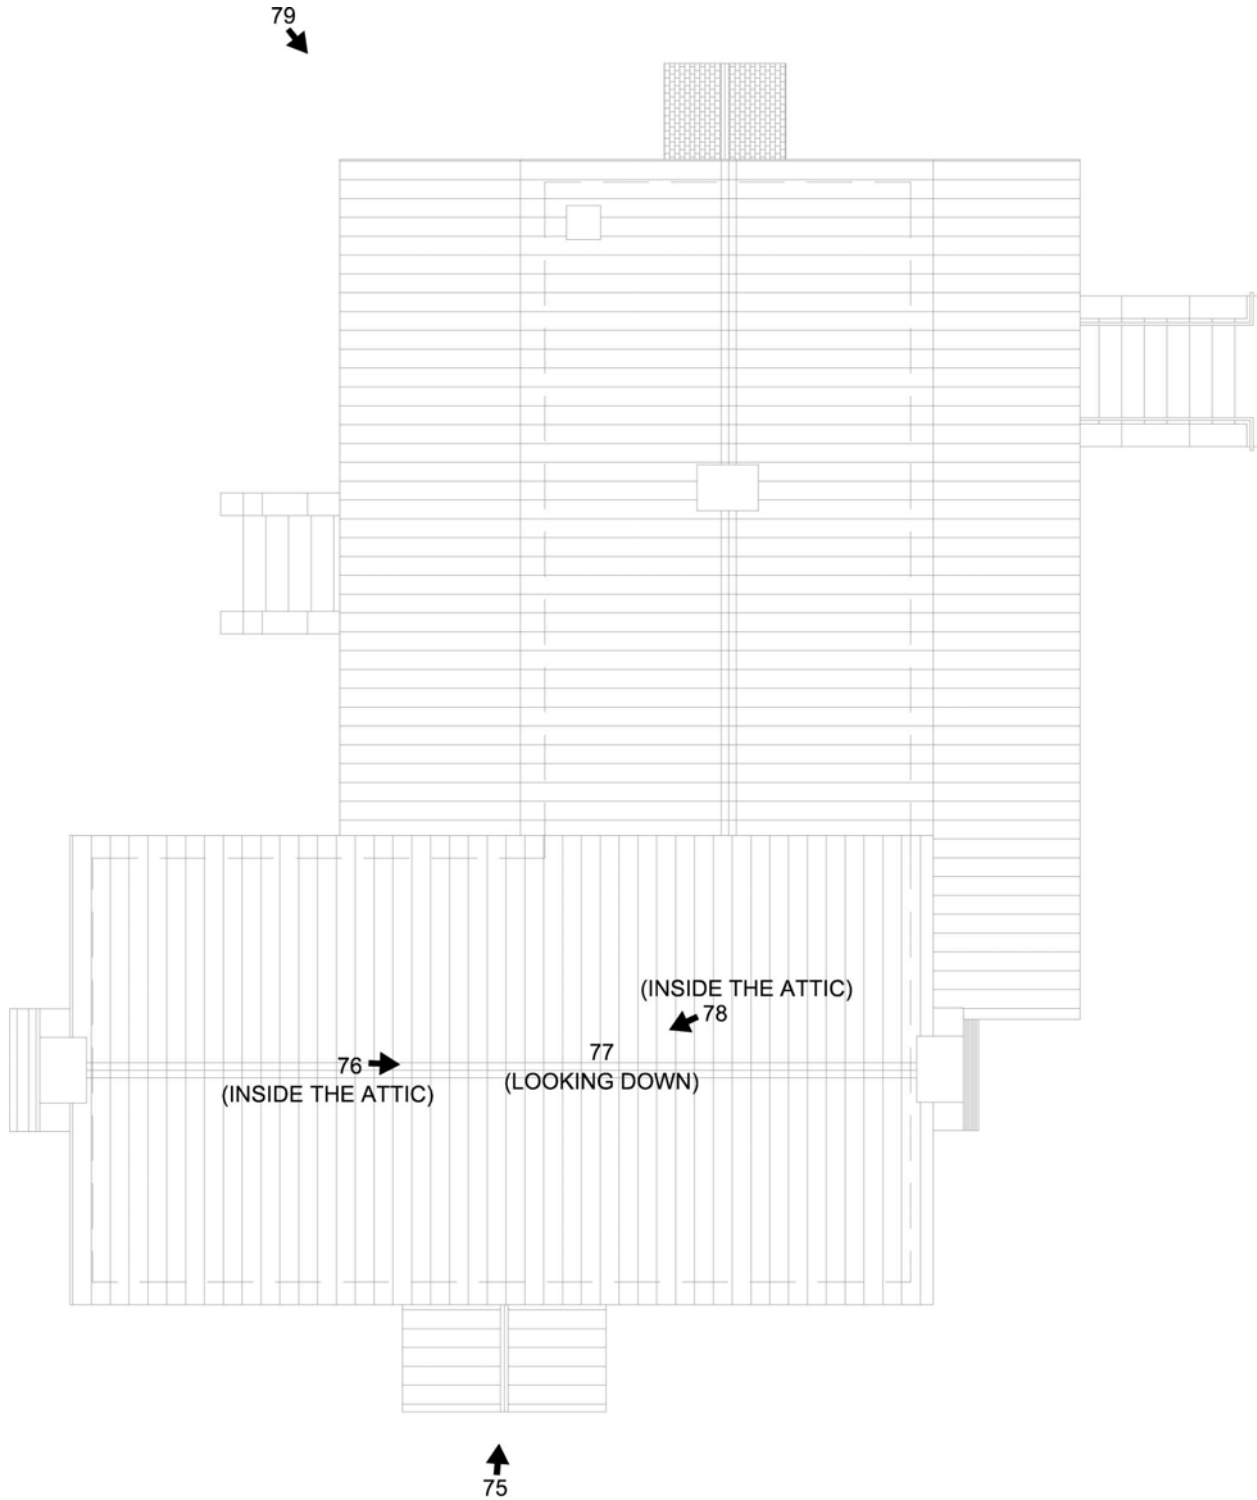 79
(INSIDE THE ATTIC)
78
77
(LOOKING DOWN)
76
(INSIDE THE ATTIC)
75